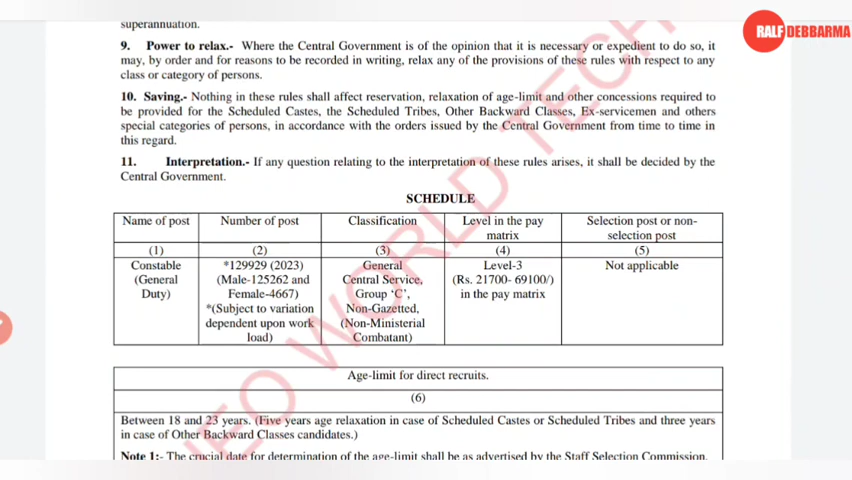 superannuation.
RALF DEBBARMA
9. Power to relax.- Where the Central Government is of the opinion that it is necessary or expedient to do so, it
may, by order and for reasons to be recorded in writing, relax any of the provisions of these rules with respect to any
class or category of persons.
10. Saving.- Nothing in these rules shall affect reservation, relaxation of age-limit and other concessions required to
be provided for the Scheduled Castes, the Scheduled Tribes, Other Backward Classes, Ex-servicemen and others
special categories of persons, in accordance with the orders issued by the Central Government from time to time in
this regard.
11. Interpretation.- If any question relating to the interpretation of these rules arises, it shall be decided by the
Central Government.
SCHEDULE
Name of post Number of post Classification Level in the pay matrix Selection post or non-selection post
(1) (2) (3) (4) (5)
Constable *129929 (2023) General Level-3 Not applicable
(General (Male-125262 and Central Service, (Rs. 21700- 69100/)
Duty) Female-4667) Group ‘C’, in the pay matrix
*(Subject to variation Non-Gazetted,
dependent upon work (Non-Ministerial
load) Combatant)
Age-limit for direct recruits.
(6)
Between 18 and 23 years. (Five years age relaxation in case of Scheduled Castes or Scheduled Tribes and three years
in case of Other Backward Classes candidates.)
Note 1:- The crucial date for determination of the age-limit shall be as advertised by the Staff Selection Commission.
WORLD TECH